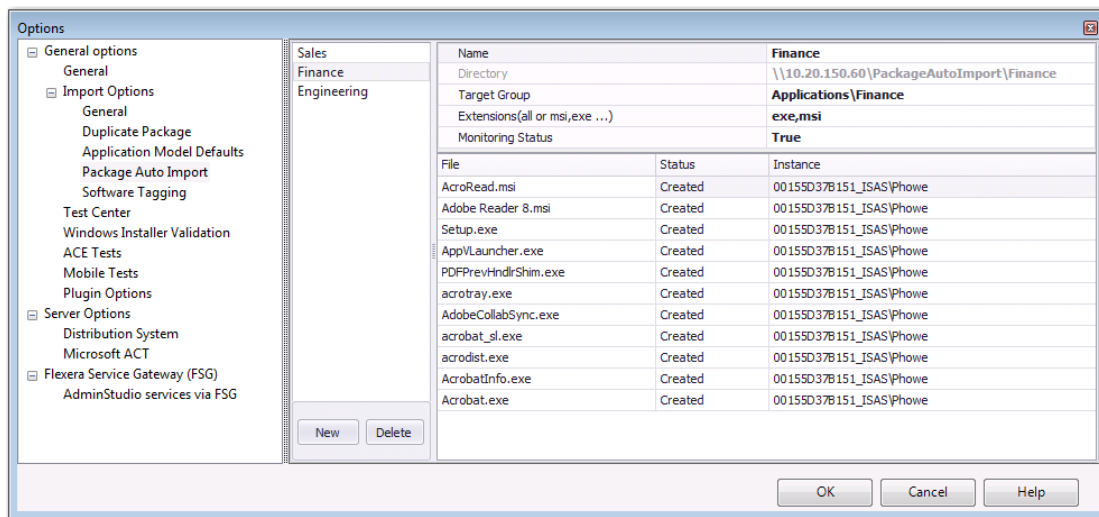 Options
General options
General
Import Options
General
Duplicate Package
Application Model Defaults
Package Auto Import
Software Tagging
Test Center
Windows Installer Validation
ACE Tests
Mobile Tests
Plugin Options
Server Options
Distribution System
Microsoft ACT
Flexera Service Gateway (FSG)
AdminStudio services via FSG
Sales
Finance
Engineering
New Delete
Name Finance
Directory \\10.20.150.60\PackageAutoImport\Finance
Target Group Applications\Finance
Extensions(all or msi,exe ...) exe,msi
Monitoring Status True
File Status Instance
AcroRead.msi Created 00155D37B151_ISAS\Phowe
Adobe Reader 8.msi Created 00155D37B151_ISAS\Phowe
Setup.exe Created 00155D37B151_ISAS\Phowe
AppVLauncher.exe Created 00155D37B151_ISAS\Phowe
PDFPrevHndlrShim.exe Created 00155D37B151_ISAS\Phowe
acrotray.exe Created 00155D37B151_ISAS\Phowe
AdobeCollabSync.exe Created 00155D37B151_ISAS\Phowe
acrobat_sl.exe Created 00155D37B151_ISAS\Phowe
acrodist.exe Created 00155D37B151_ISAS\Phowe
AcrobatInfo.exe Created 00155D37B151_ISAS\Phowe
Acrobat.exe Created 00155D37B151_ISAS\Phowe
OK Cancel Help